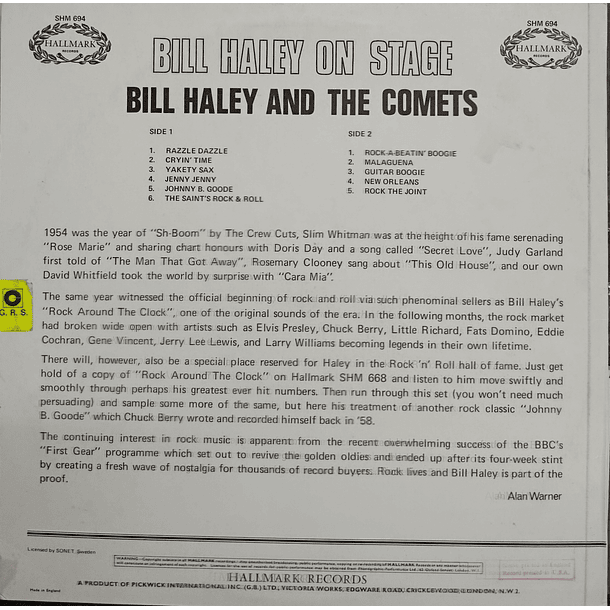 SHM 694
HALLMARK
RECORDS
SHM 694
HALLMARK
RECORDS
BILL HALEY ON STAGE
BILL HALEY AND THE COMETS
SIDE 1
1. RAZZLE DAZZLE
2. CRYIN' TIME
3. YAKETY SAX
4. JENNY JENNY
5. JOHNNY B. GOODE
6. THE SAINT'S ROCK & ROLL
SIDE 2
1. ROCK-A-BEATIN' BOOGIE
2. MALAGUENA
3. GUITAR BOOGIE
4. NEW ORLEANS
5. ROCK THE JOINT
1954 was the year of "Sh-Boom" by The Crew Cuts, Slim Whitman was at the height of his fame serenading
"Rose Marie" and sharing chart honours with Doris Day and a song called "Secret Love", Judy Garland
first told of "The Man That Got Away", Rosemary Clooney sang about "This Old House", and our own
David Whitfield took the world by surprise with "Cara Mia".
The same year witnessed the official beginning of rock and roll via such phenomenal sellers as Bill Haley's
"Rock Around The Clock", one of the original sounds of the era. In the following months, the rock market
had broken wide open with artists such as Elvis Presley, Chuck Berry, Little Richard, Fats Domino, Eddie
Cochran, Gene Vincent, Jerry Lee Lewis, and Larry Williams becoming legends in their own lifetime.
There will, however, also be a special place reserved for Haley in the Rock 'n' Roll hall of fame. Just get
hold of a copy of "Rock Around The Clock" on Hallmark SHM 668 and listen to him move swiftly and
smoothly through perhaps his greatest ever hit numbers. Then run through this set (you won't need much
persuading) and sample some more of the same, but here his treatment of another rock classic "Johnny
B. Goode" which Chuck Berry wrote and recorded himself back in '58.
The continuing interest in rock music is apparent from the recent overwhelming success of the BBC's
"First Gear" programme which set out to revive the golden oldies and ended up after its four-week stint
by creating a fresh wave of nostalgia for thousands of record buyers. Rock lives and Bill Haley is part of the
proof.
Alan Warner
G.R.S.
Licensed by SONET, Sweden
HALLMARK RECORDS
A PRODUCT OF PICKWICK INTERNATIONAL INC. (G.B.) LTD., VICTORIA WORKS, EDGWARE ROAD, CRICKLEWOOD, LONDON, N.W.2.
Made in England